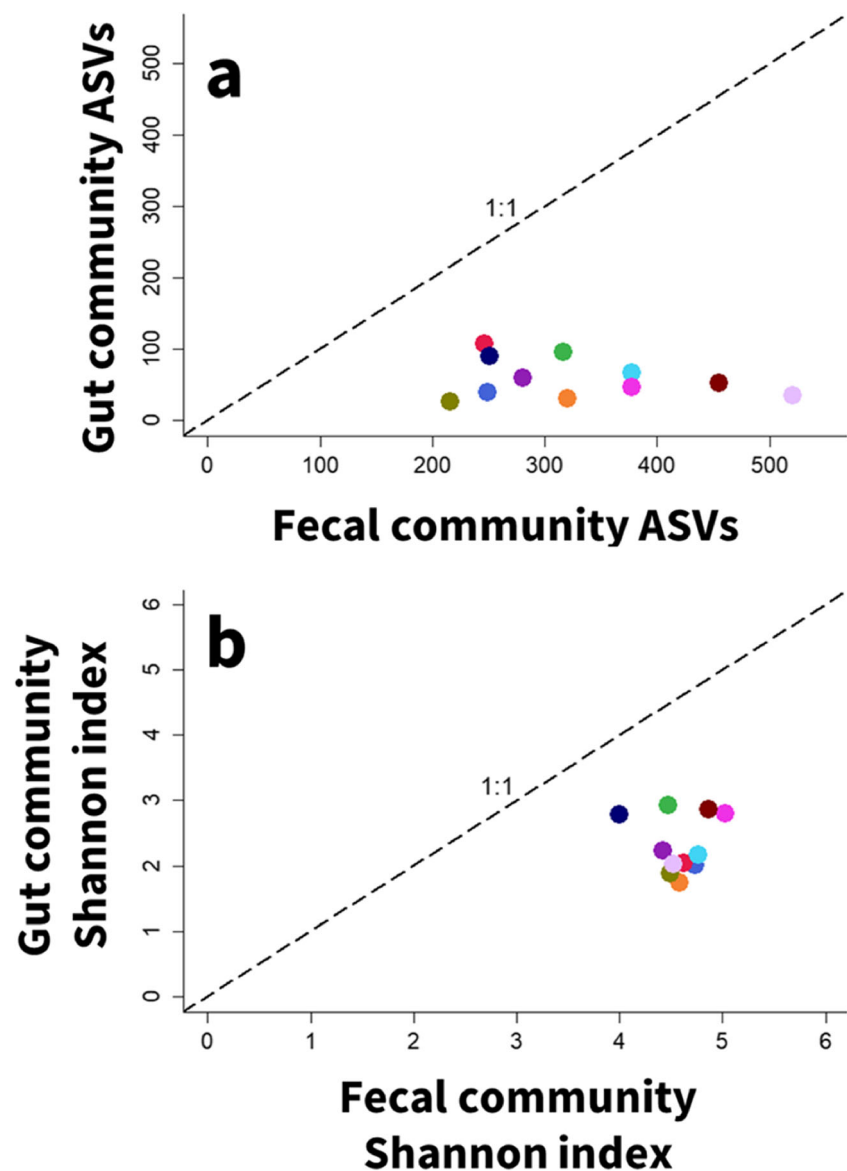 a
Gut community ASVs
500
400
300
200
100
0
1:1
0 100 200 300 400 500
Fecal community ASVs
b
Gut community
Shannon index
6
5
4
3
2
1
0
1:1
0 1 2 3 4 5 6
Fecal community
Shannon index